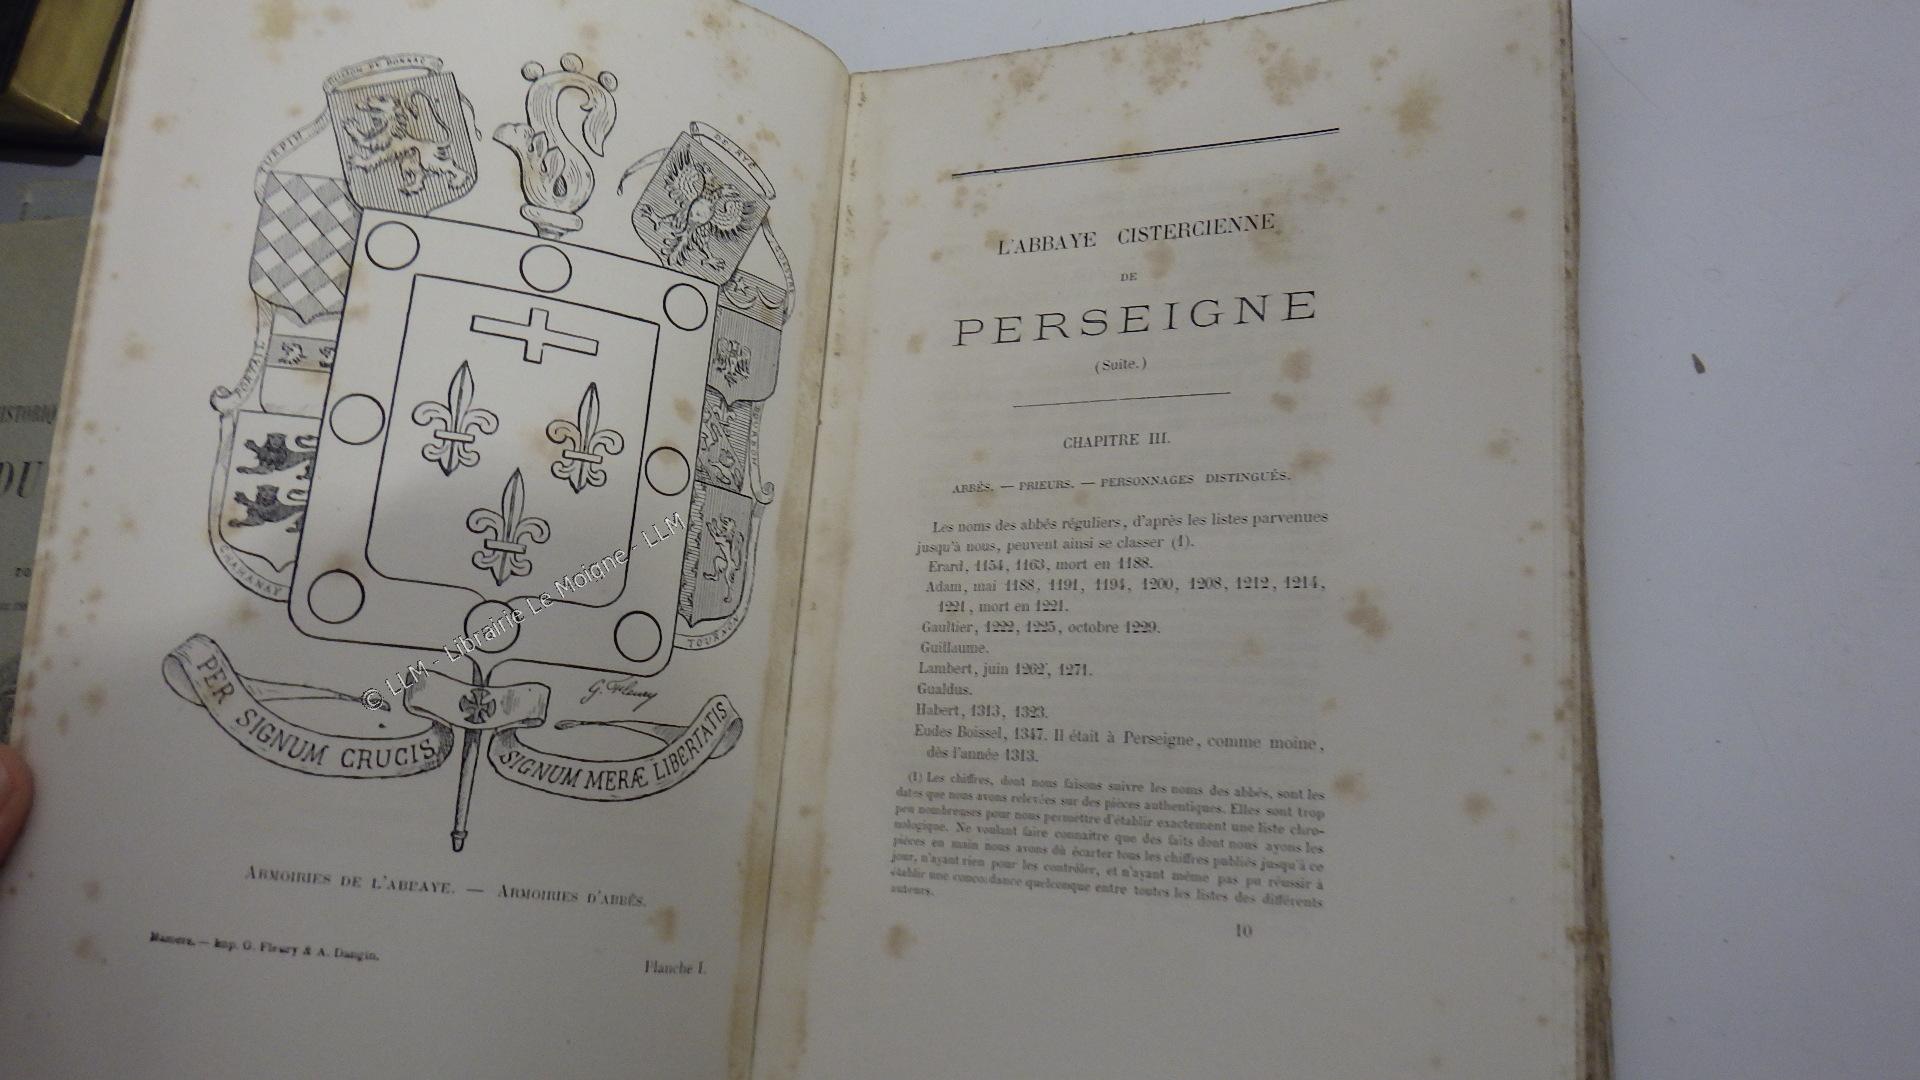 TURPIN
DE RYE
PORTAIL
CHAHANAY
TOURNON
G. Fleury
PER SIGNUM CRUCIS
SIGNUM MERÆ LIBERTATIS
© LLM - Librairie Le Moigne - LLM
ARMOIRIES DE L'ABBAYE. — ARMOIRIES D'ABBÉS.
Mamers. — Imp. G. Fleury & A. Dangin.
Planche I.
L'ABBAYE CISTERCIENNE
DE
PERSEIGNE
(Suite.)
CHAPITRE III.
ABBÉS. — PRIEURS. — PERSONNAGES DISTINGUÉS.
Les noms des abbés réguliers, d'après les listes parvenues
jusqu'à nous, peuvent ainsi se classer (1).
Erard, 1154, 1163, mort en 1188.
Adam, mai 1188, 1191, 1194, 1200, 1208, 1212, 1214,
1221, mort en 1221.
Gaultier, 1222, 1225, octobre 1229.
Guillaume.
Lambert, juin 1262, 1271.
Gualdus.
Habert, 1313, 1323.
Eudes Boissel, 1347. Il était à Perseigne, comme moine,
dès l'année 1313.
(1) Les chiffres, dont nous faisons suivre les noms des abbés, sont les
dates que nous avons relevées sur des pièces authentiques. Elles sont trop
peu nombreuses pour nous permettre d'établir exactement une liste chro-
nologique. Ne voulant faire connaître que des faits dont nous ayons les
pièces en main nous avons dû écarter tous les chiffres publiés jusqu'à ce
jour, n'ayant rien pour les contrôler, et n'ayant même pas pu réussir à
établir une concordance quelconque entre toutes les listes des différents
auteurs.
10